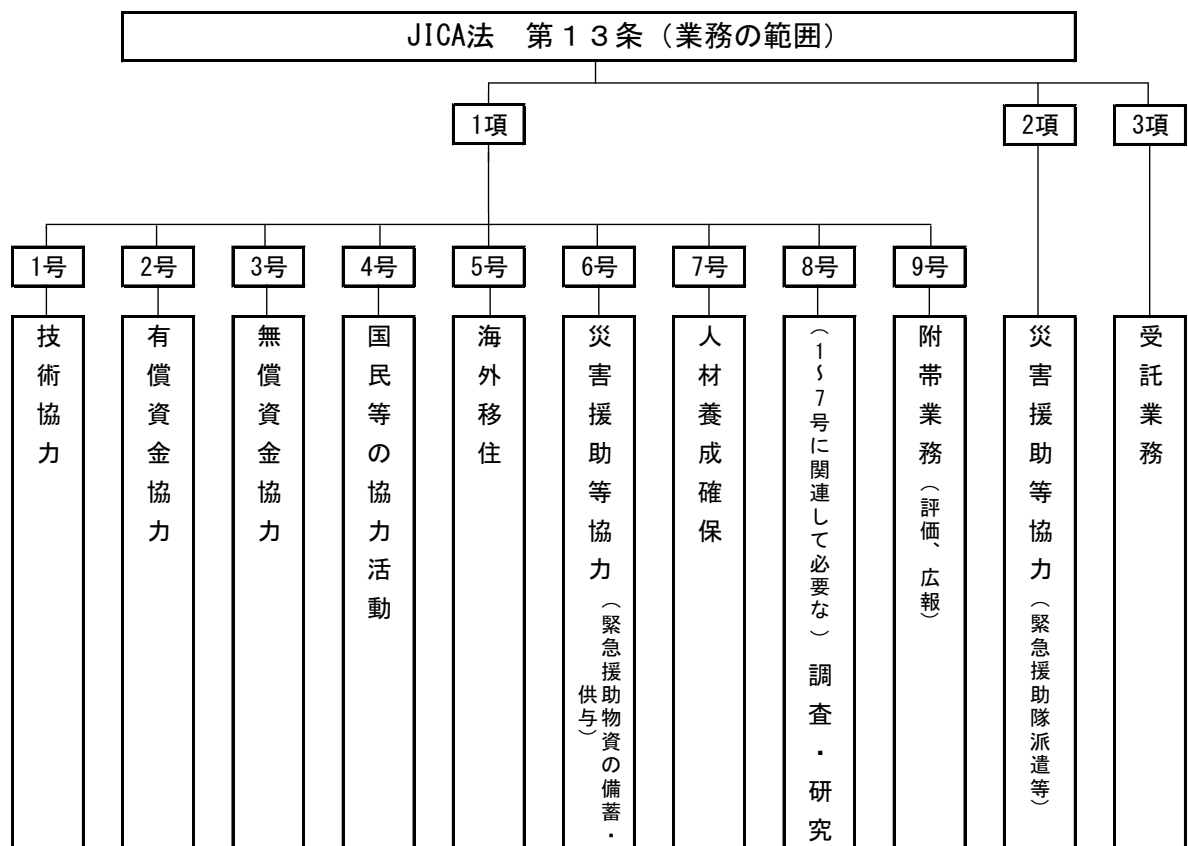 JICA法　第１３条（業務の範囲）
1項
2項
3項
1号
2号
3号
4号
5号
6号
7号
8号
9号
技術協力
有償資金協力
無償資金協力
国民等の協力活動
海外移住
災害援助等協力（緊急援助物資の備蓄・
供与）
人材養成確保
（1～7号に関連して必要な）調査・研究
附帯業務（評価、広報）
災害援助等協力（緊急援助隊派遣等）
受託業務